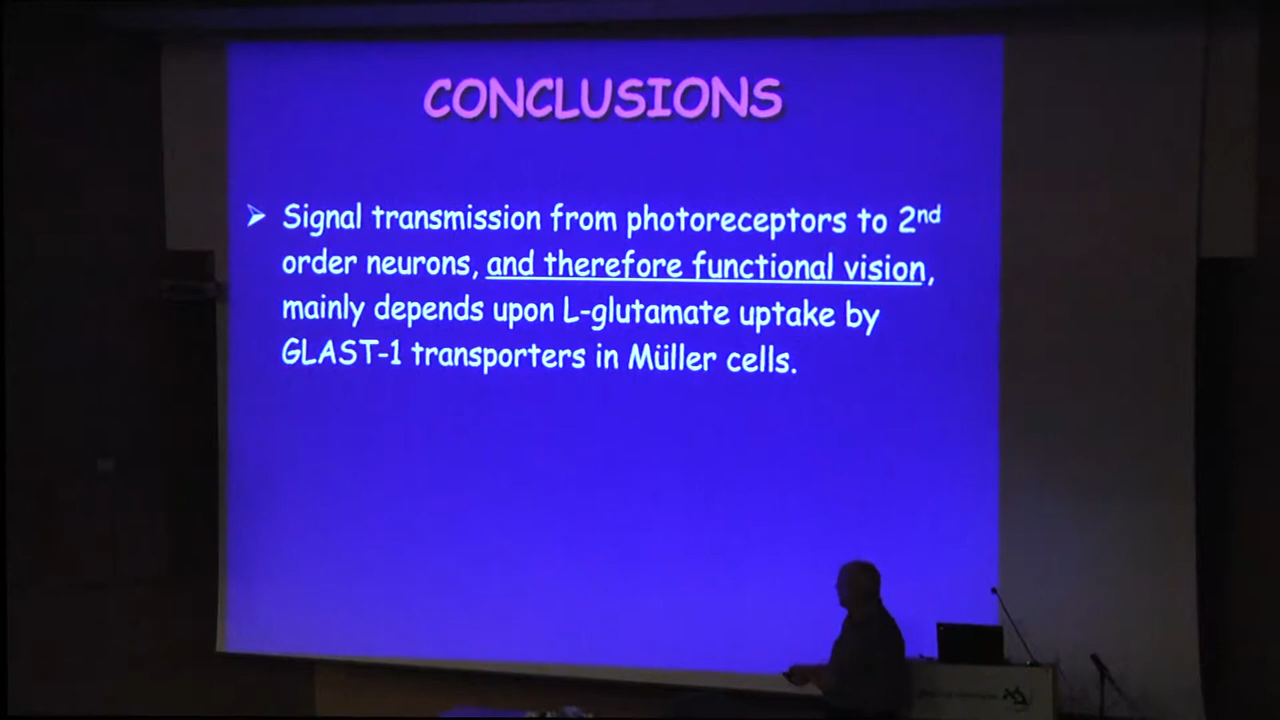 CONCLUSIONS
➢ Signal transmission from photoreceptors to 2nd
order neurons, and therefore functional vision,
mainly depends upon L-glutamate uptake by
GLAST-1 transporters in Müller cells.